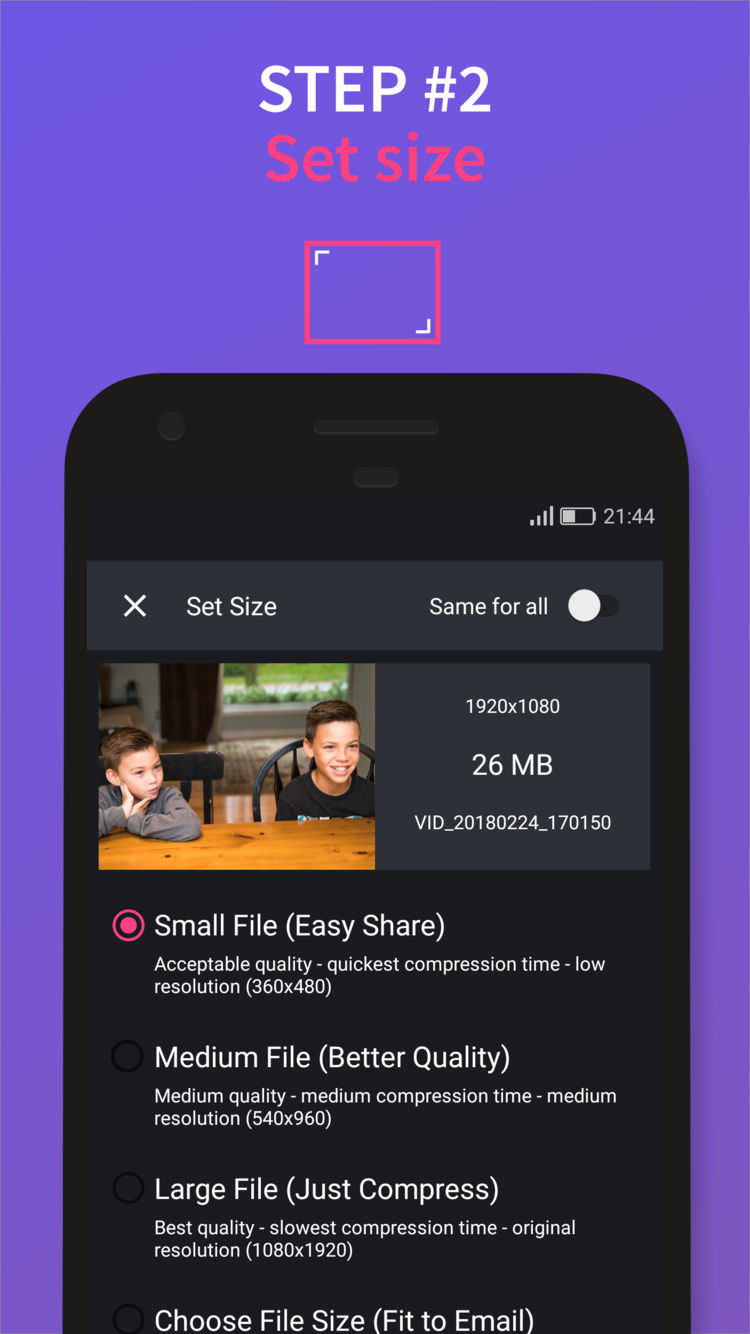 STEP #2
Set size
21:44
Set Size
Same for all
1920x1080
26 MB
VID_20180224_170150
Small File (Easy Share)
Acceptable quality - quickest compression time - low
resolution (360x480)
Medium File (Better Quality)
Medium quality - medium compression time - medium
resolution (540x960)
Large File (Just Compress)
Best quality - slowest compression time - original
resolution (1080x1920)
Choose File Size (Fit to Email)